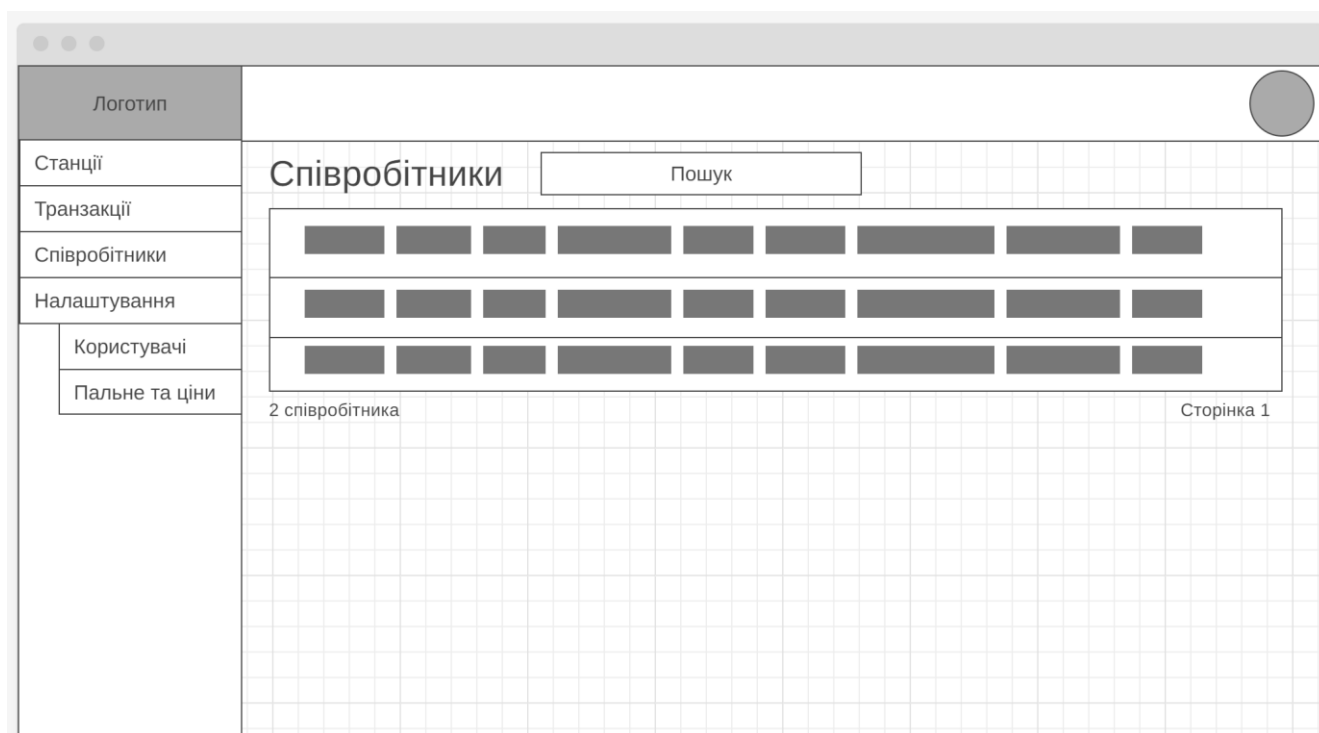 Логотип
Станції
Транзакції
Співробітники
Налаштування
Користувачі
Пальне та ціни
Співробітники
Пошук
2 співробітника
Сторінка 1